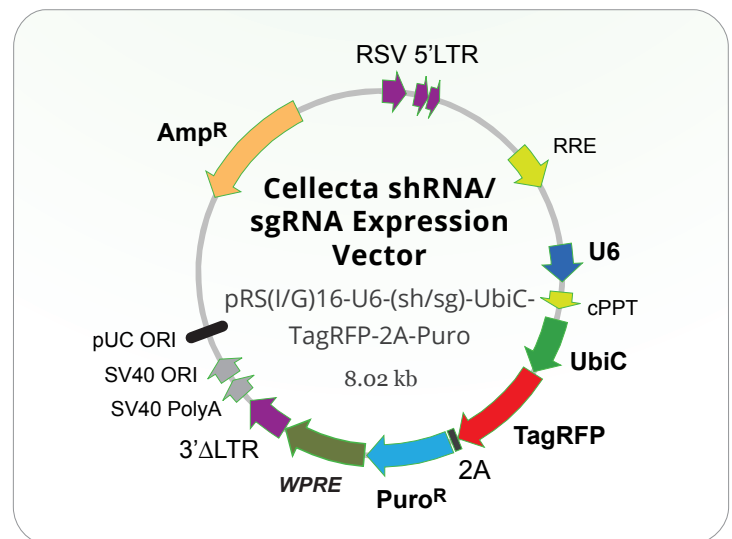 RSV 5'LTR
AmpR
RRE
Cellecta shRNA/
sgRNA Expression
Vector
U6
pRS(I/G)16-U6-(sh/sg)-UbiC-
TagRFP-2A-Puro
8.02 kb
cPPT
UbiC
pUC ORI
SV40 ORI
SV40 PolyA
TagRFP
3'ΔLTR
2A
WPRE
PuroR